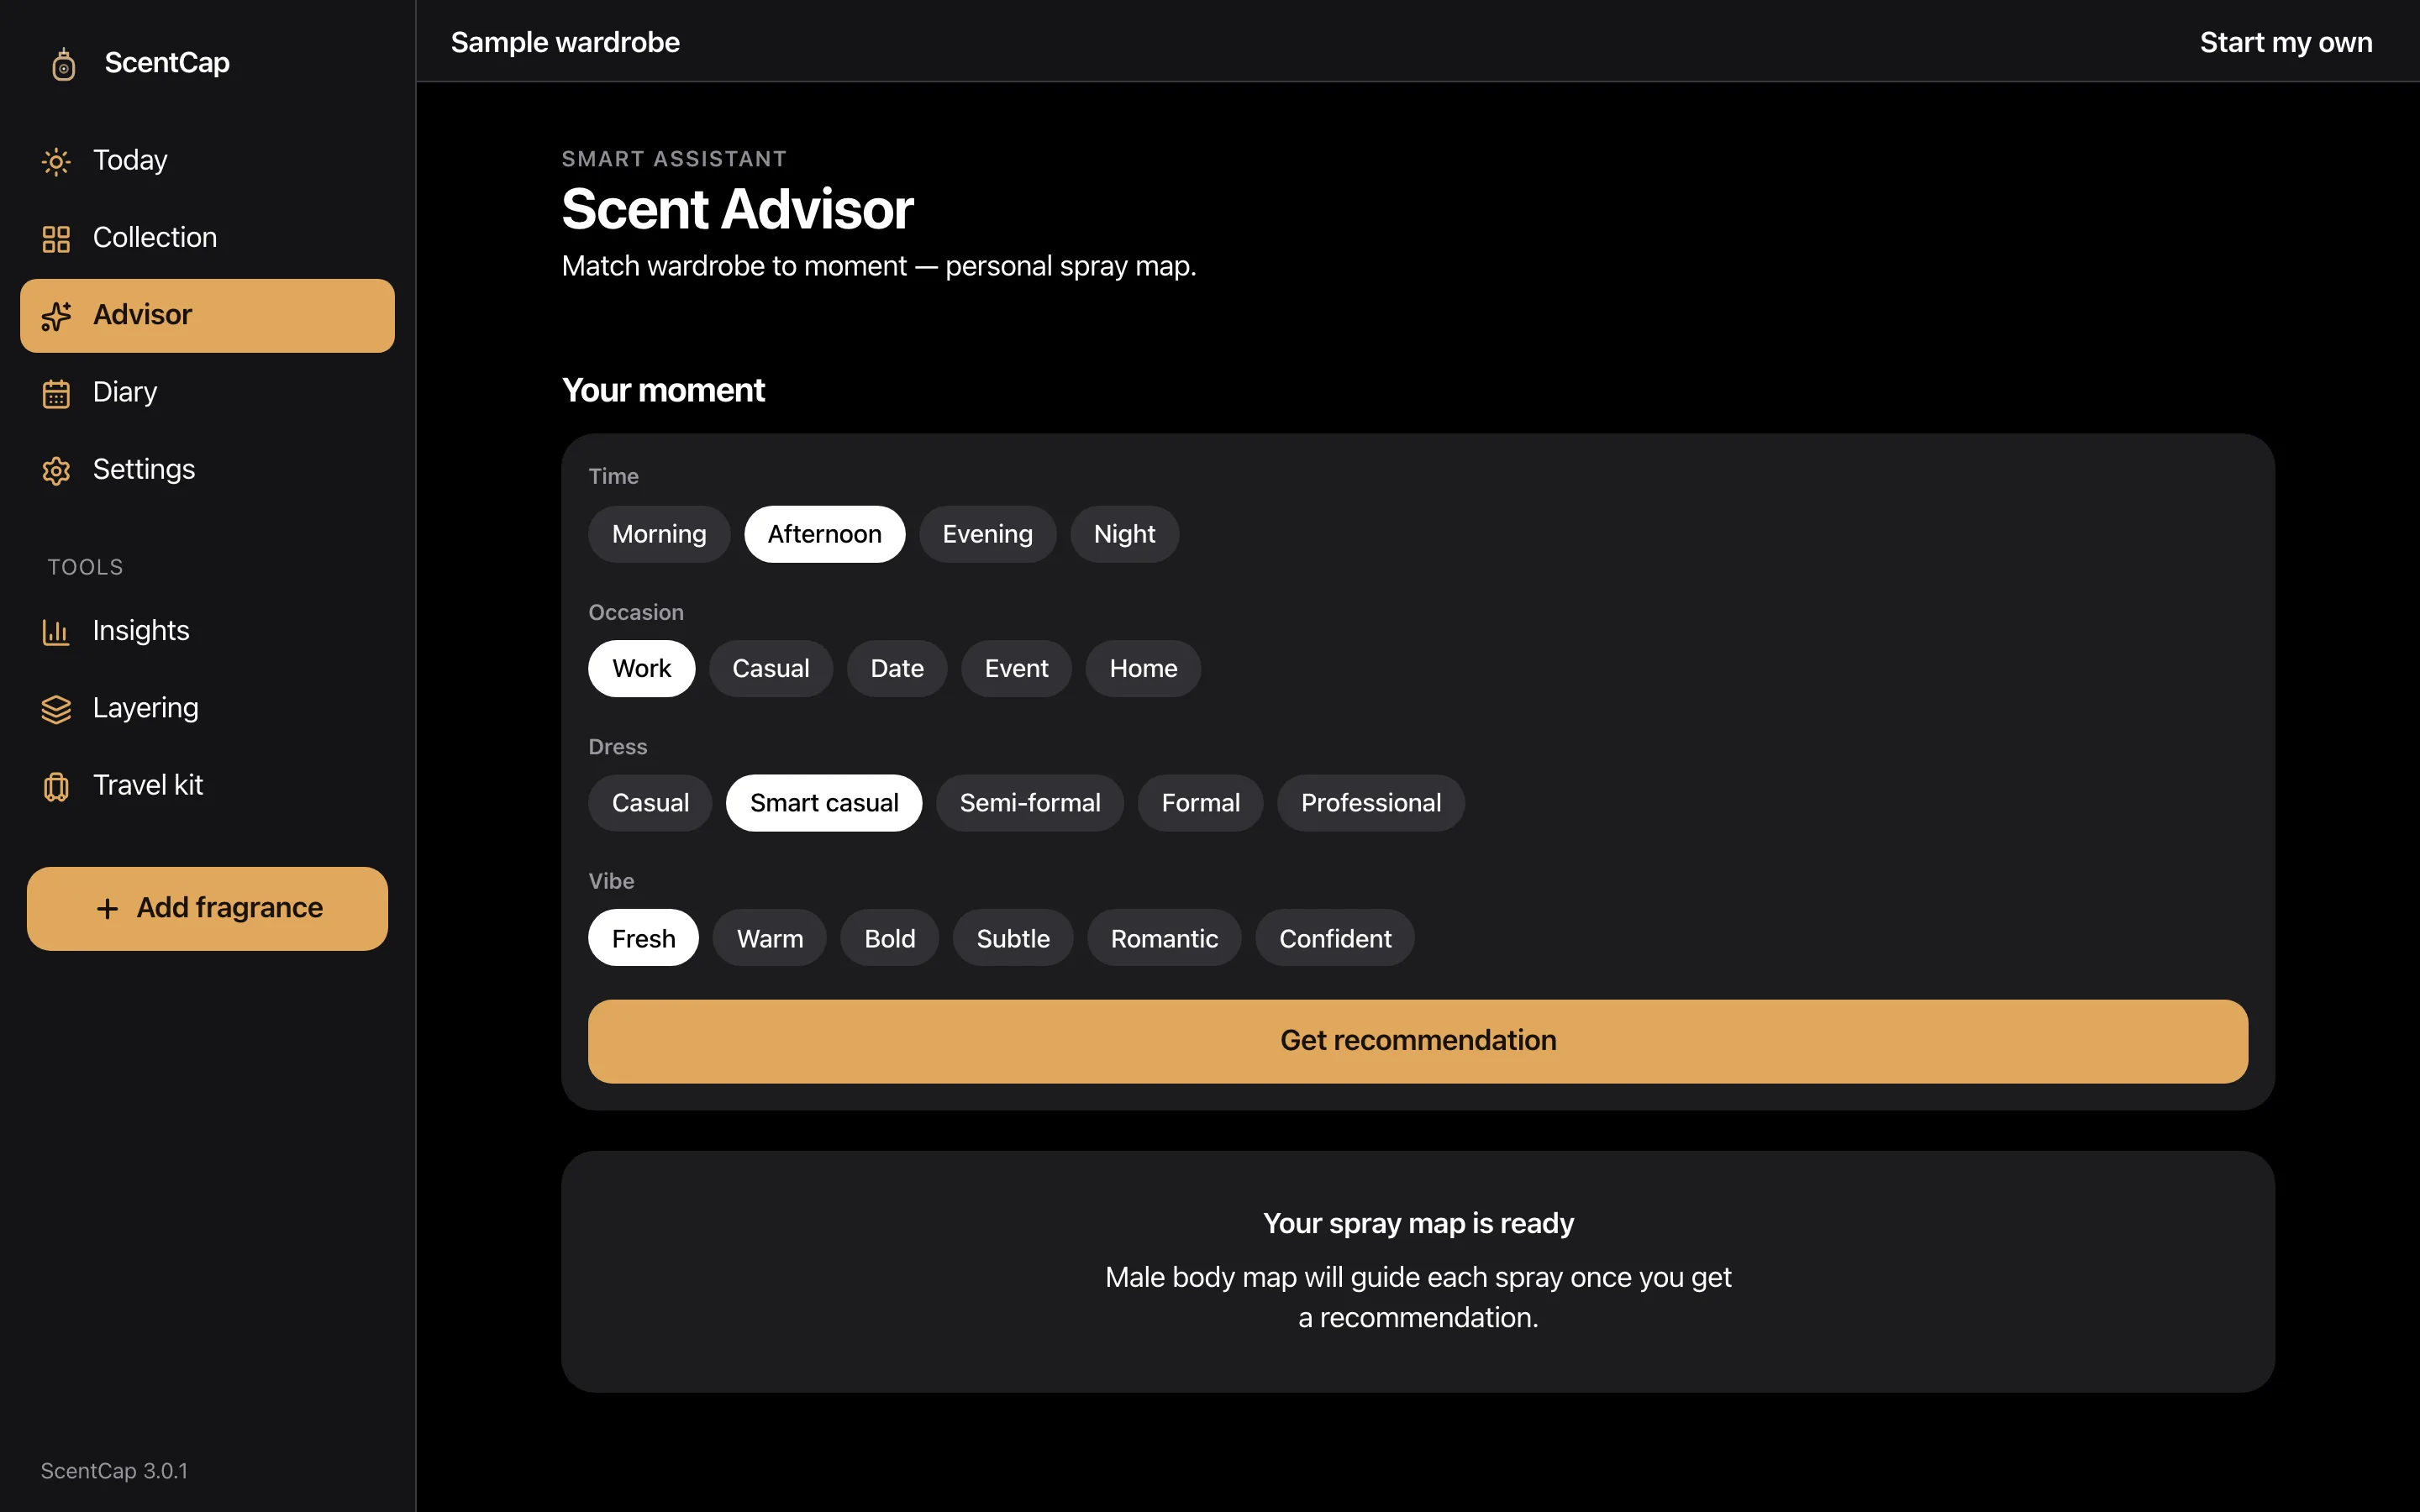 ScentCap
Today
Collection
Advisor
Diary
Settings
TOOLS
Insights
Layering
Travel kit
+ Add fragrance
ScentCap 3.0.1
Sample wardrobe
Start my own
SMART ASSISTANT
Scent Advisor
Match wardrobe to moment — personal spray map.
Your moment
Time
Morning Afternoon Evening Night
Occasion
Work Casual Date Event Home
Dress
Casual Smart casual Semi-formal Formal Professional
Vibe
Fresh Warm Bold Subtle Romantic Confident
Get recommendation
Your spray map is ready
Male body map will guide each spray once you get
a recommendation.